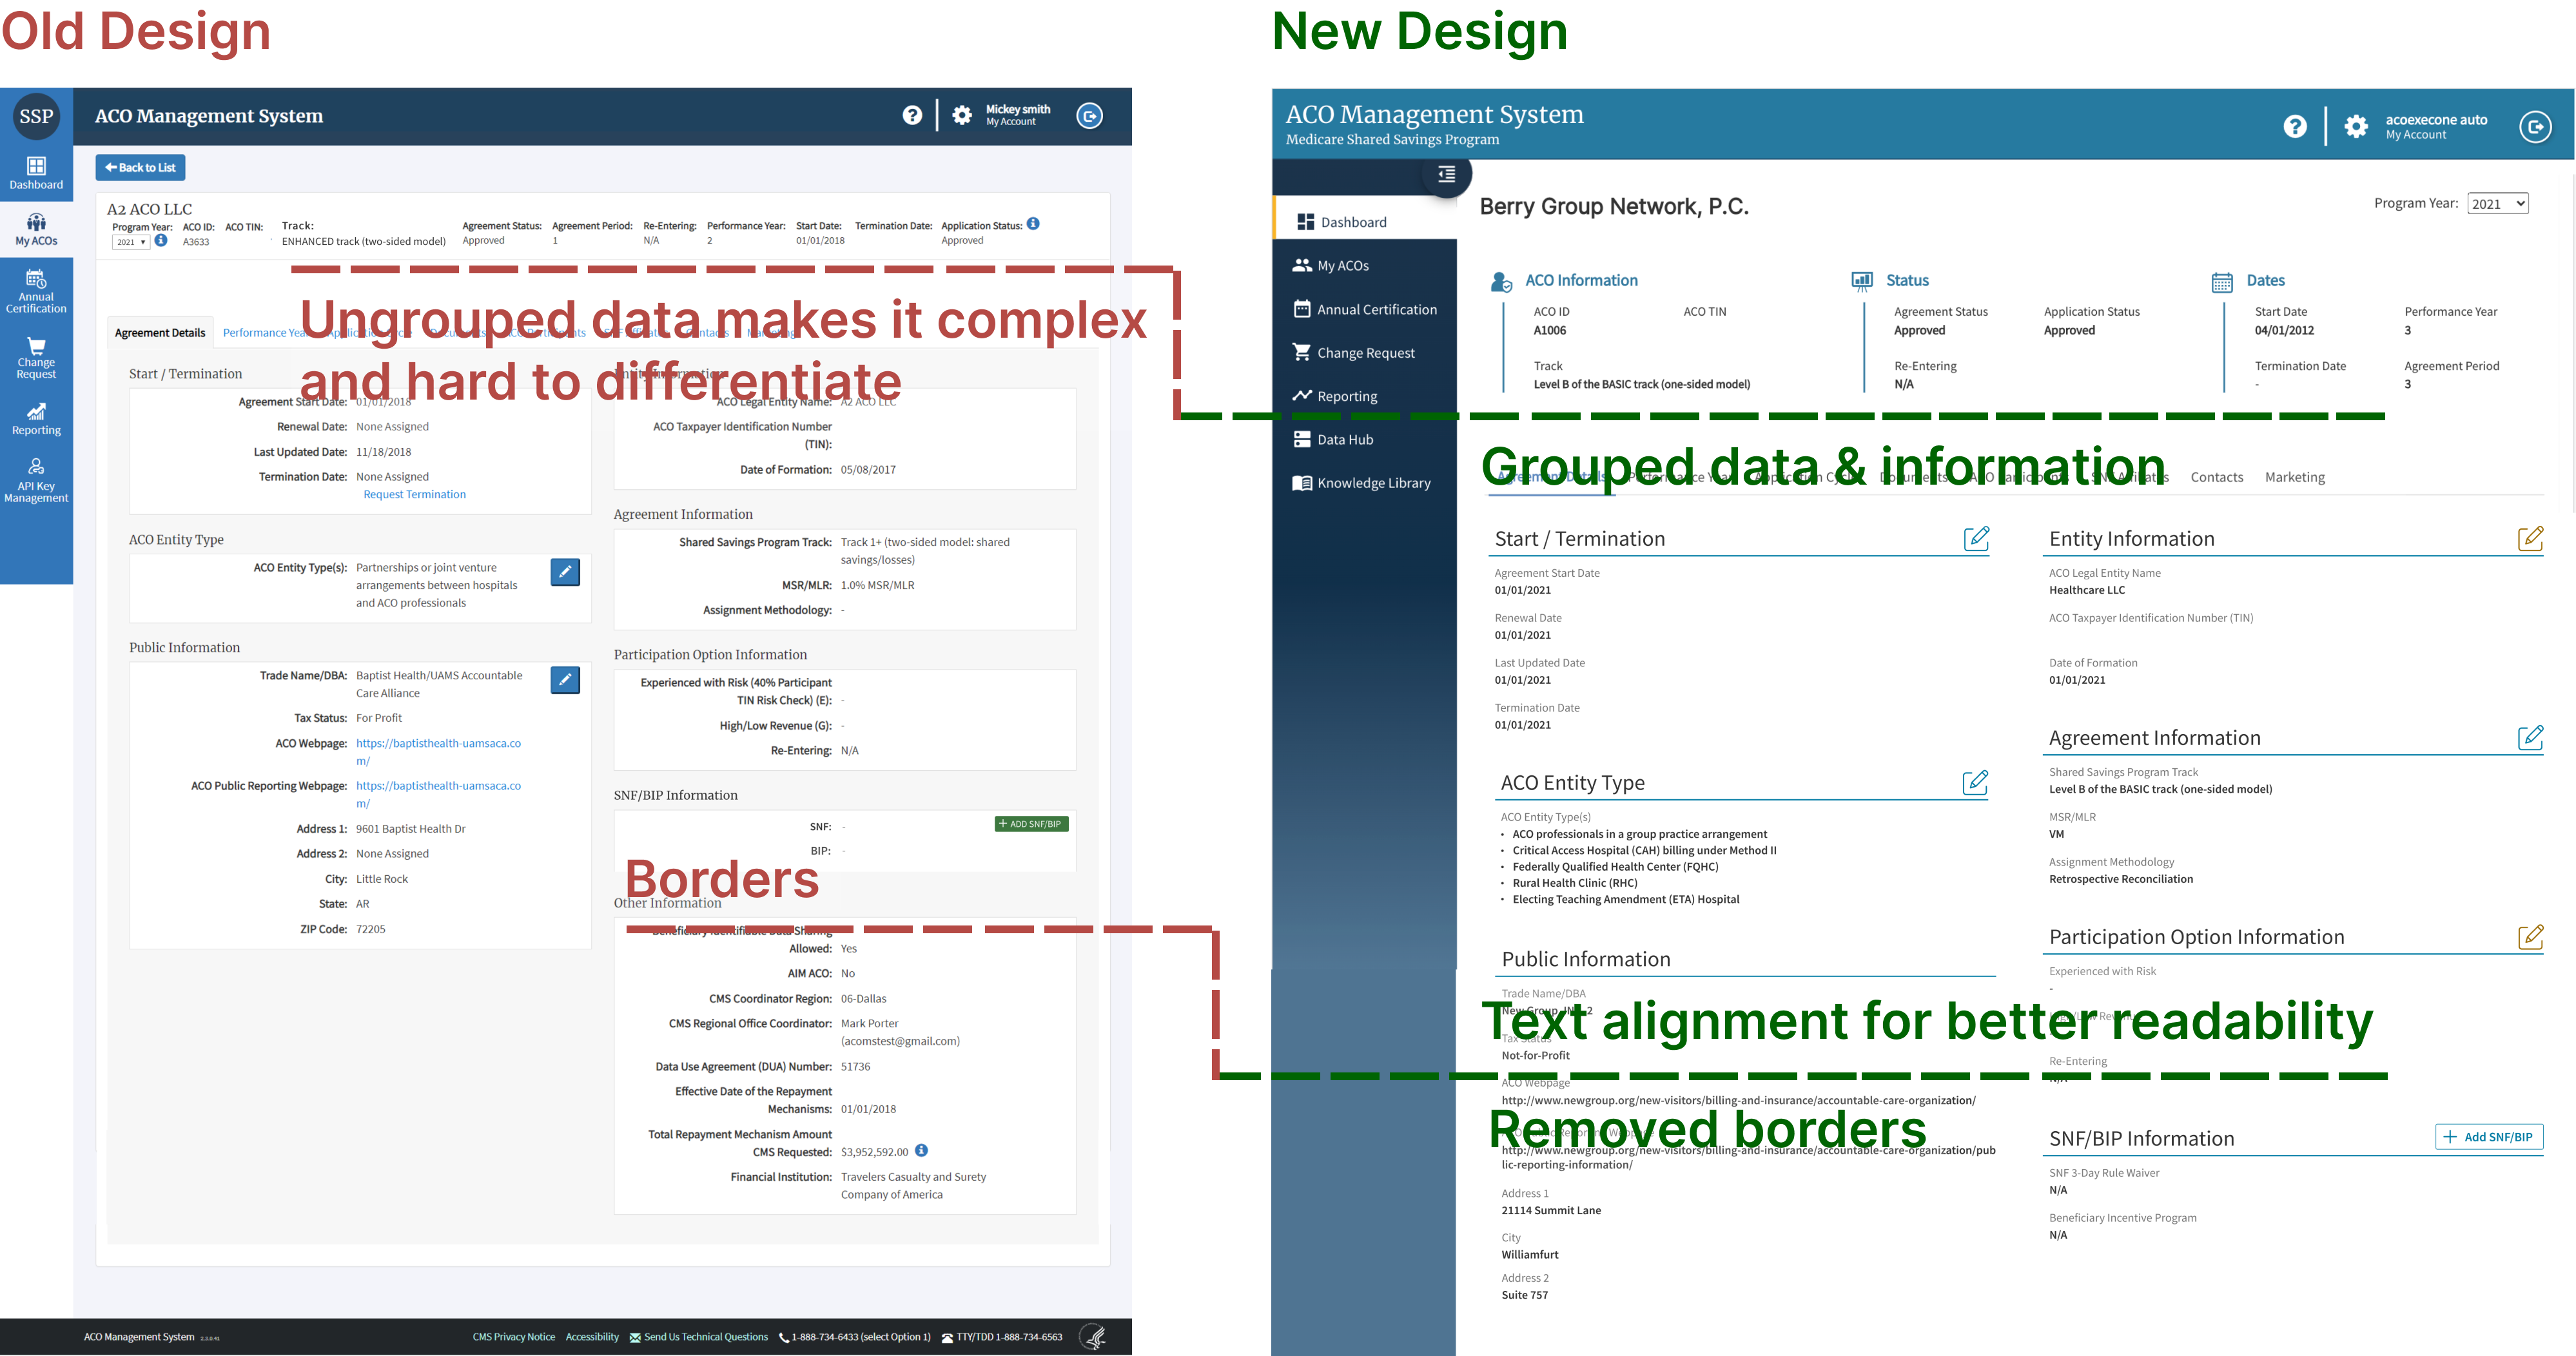 Old Design
New Design
SSP
ACO Management System
Mickey smith
My Account
Dashboard
My ACOs
Annual
Certification
Change
Request
Reporting
API Key
Management
Back to List
A2 ACO LLC
Program Year: ACO ID: ACO TIN: Track: Agreement Status: Agreement Period: Re-Entering: Performance Year: Start Date: Termination Date: Application Status:
2021 A3633 ENHANCED track (two-sided model) Approved 1 N/A 2 01/01/2018 Approved
Ungrouped data makes it complex
and hard to differentiate
Agreement Details
Start / Termination
Agreement Start Date: 01/01/2018
Renewal Date: None Assigned
Last Updated Date: 11/18/2018
Termination Date: None Assigned
Request Termination
ACO Entity Type
ACO Entity Type(s): Partnerships or joint venture
arrangements between hospitals
and ACO professionals
Public Information
Trade Name/DBA: Baptist Health/UAMS Accountable
Care Alliance
Tax Status: For Profit
ACO Webpage: https://baptisthealth-uamsaca.co
m/
ACO Public Reporting Webpage: https://baptisthealth-uamsaca.co
m/
Address 1: 9601 Baptist Health Dr
Address 2: None Assigned
City: Little Rock
State: AR
ZIP Code: 72205
Entity Information
ACO Legal Entity Name: A2 ACO LLC
ACO Taxpayer Identification Number
(TIN):
Date of Formation: 05/08/2017
Agreement Information
Shared Savings Program Track: Track 1+ (two-sided model: shared
savings/losses)
MSR/MLR: 1.0% MSR/MLR
Assignment Methodology: -
Participation Option Information
Experienced with Risk (40% Participant
TIN Risk Check) (E): -
High/Low Revenue (G): -
Re-Entering: N/A
SNF/BIP Information
SNF: -
+ ADD SNF/BIP
BIP: -
Borders
Other Information
Beneficiary Identifiable Data Sharing
Allowed: Yes
AIM ACO: No
CMS Coordinator Region: 06-Dallas
CMS Regional Office Coordinator: Mark Porter
(acomstest@gmail.com)
Data Use Agreement (DUA) Number: 51736
Effective Date of the Repayment
Mechanisms: 01/01/2018
Total Repayment Mechanism Amount
CMS Requested: $3,952,592.00
Financial Institution: Travelers Casualty and Surety
Company of America
ACO Management System 2.3.0.41
CMS Privacy Notice Accessibility Send Us Technical Questions 1-888-734-6433 (select Option 1) TTY/TDD 1-888-734-6563
ACO Management System
Medicare Shared Savings Program
acoexecone auto
My Account
Dashboard
My ACOs
Annual Certification
Change Request
Reporting
Data Hub
Knowledge Library
Berry Group Network, P.C.
Program Year: 2021
ACO Information
ACO ID ACO TIN
A1006
Track
Level B of the BASIC track (one-sided model)
Status
Agreement Status Application Status
Approved Approved
Re-Entering
N/A
Dates
Start Date Performance Year
04/01/2012 3
Termination Date Agreement Period
- 3
Grouped data & information
Agreement Details Performance Year Application Cycle Documents ACO Participants SNF Affiliates Contacts Marketing
Start / Termination
Agreement Start Date
01/01/2021
Renewal Date
01/01/2021
Last Updated Date
01/01/2021
Termination Date
01/01/2021
ACO Entity Type
ACO Entity Type(s)
• ACO professionals in a group practice arrangement
• Critical Access Hospital (CAH) billing under Method II
• Federally Qualified Health Center (FQHC)
• Rural Health Clinic (RHC)
• Electing Teaching Amendment (ETA) Hospital
Public Information
Trade Name/DBA
Text alignment for better readability
Tax Status
Not-for-Profit
ACO Webpage
http://www.newgroup.org/new-visitors/billing-and-insurance/accountable-care-organization/
Removed borders
http://www.newgroup.org/new-visitors/billing-and-insurance/accountable-care-organization/pub
lic-reporting-information/
Address 1
21114 Summit Lane
City
Williamfurt
Address 2
Suite 757
Entity Information
ACO Legal Entity Name
Healthcare LLC
ACO Taxpayer Identification Number (TIN)
Date of Formation
01/01/2021
Agreement Information
Shared Savings Program Track
Level B of the BASIC track (one-sided model)
MSR/MLR
VM
Assignment Methodology
Retrospective Reconciliation
Participation Option Information
Experienced with Risk
-
Re-Entering
N/A
SNF/BIP Information
+ Add SNF/BIP
SNF 3-Day Rule Waiver
N/A
Beneficiary Incentive Program
N/A